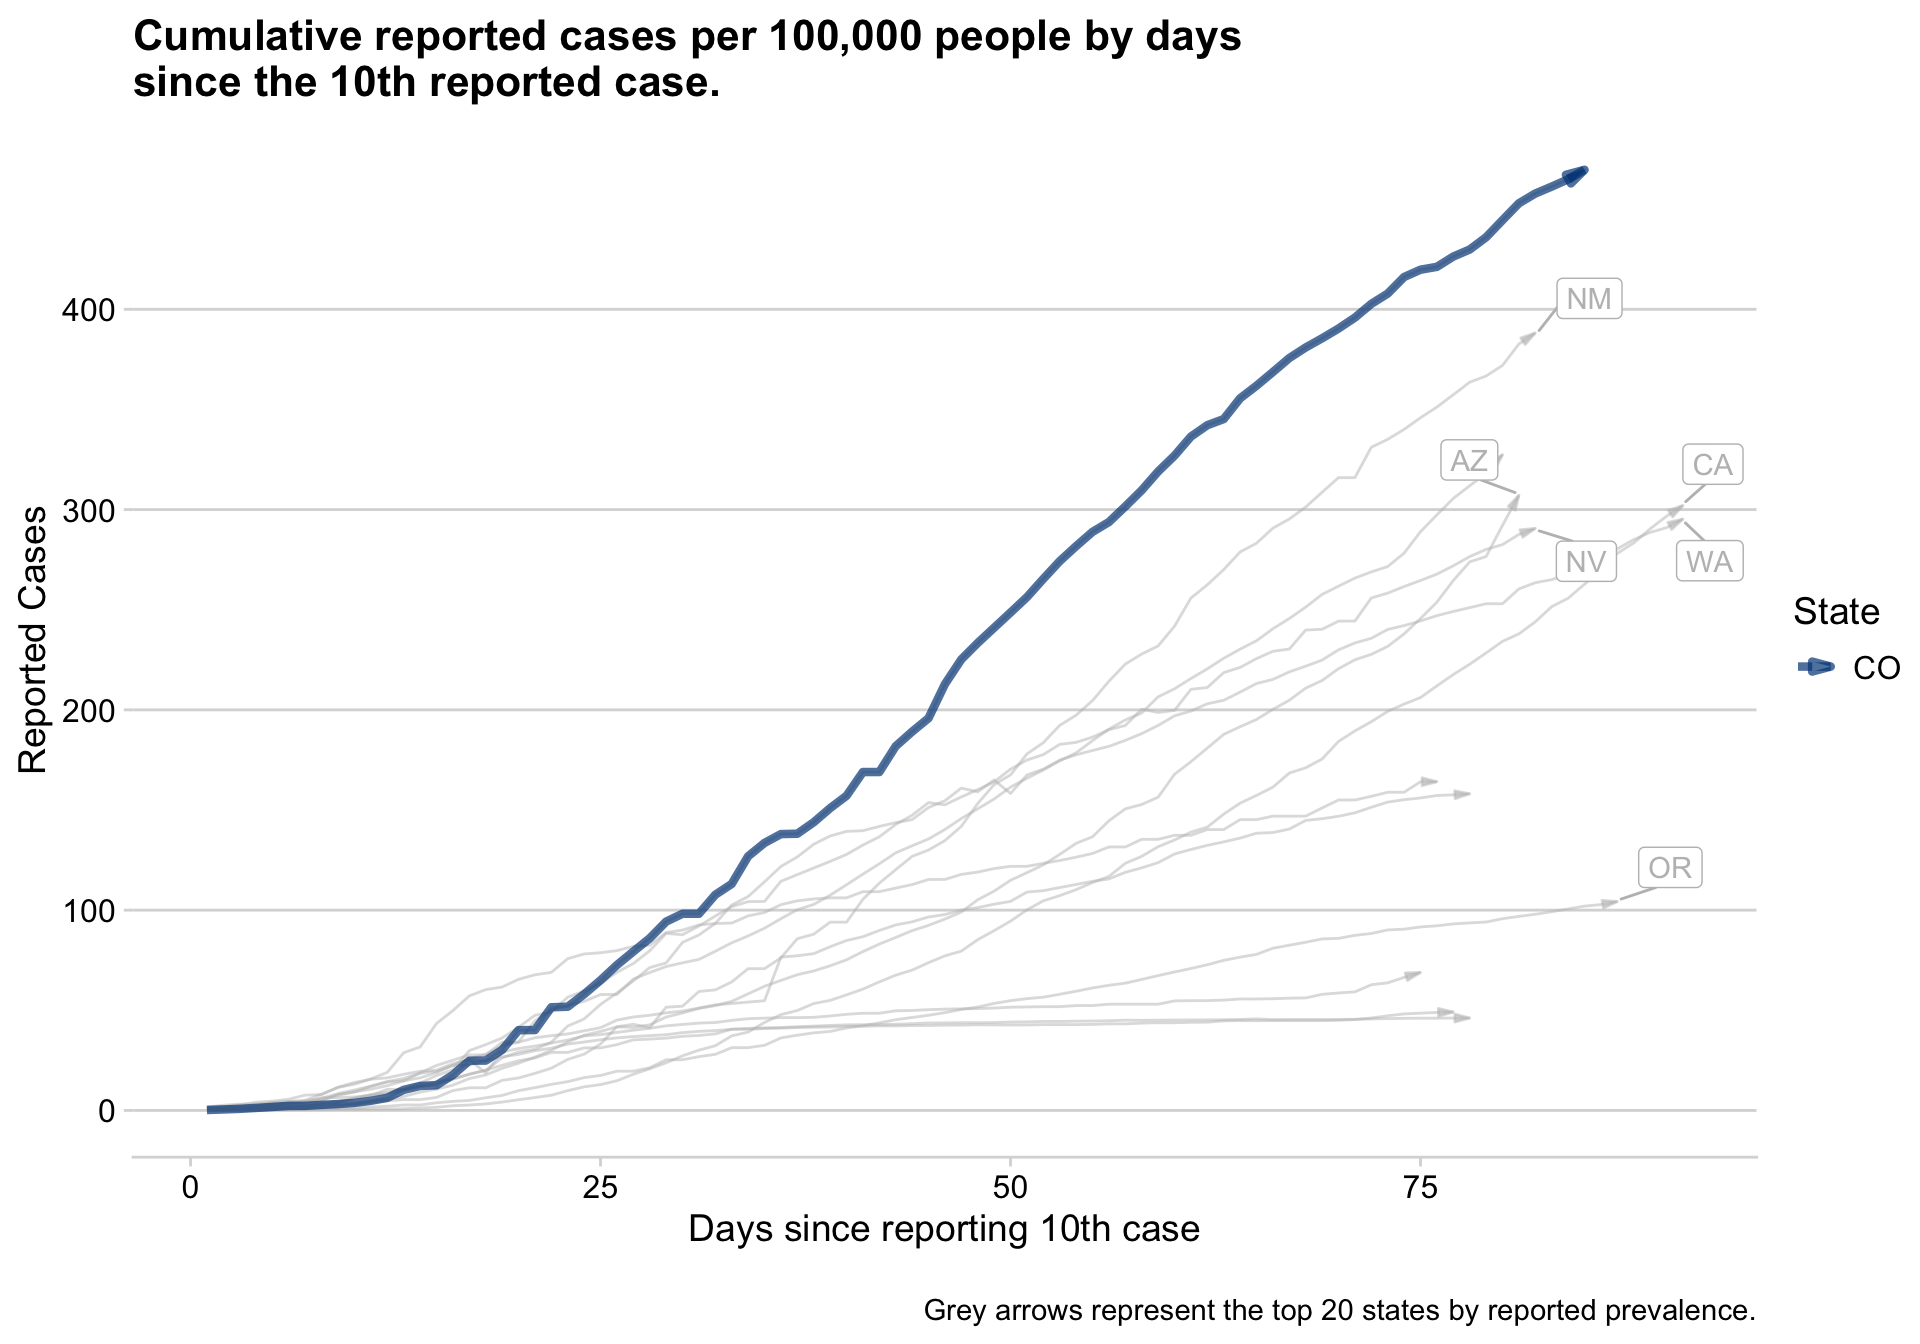 Cumulative reported cases per 100,000 people by days
since the 10th reported case.
Reported Cases
400
300
200
100
0
NM
AZ
CA
NV
WA
OR
State
CO
0
25
50
75
Days since reporting 10th case
Grey arrows represent the top 20 states by reported prevalence.